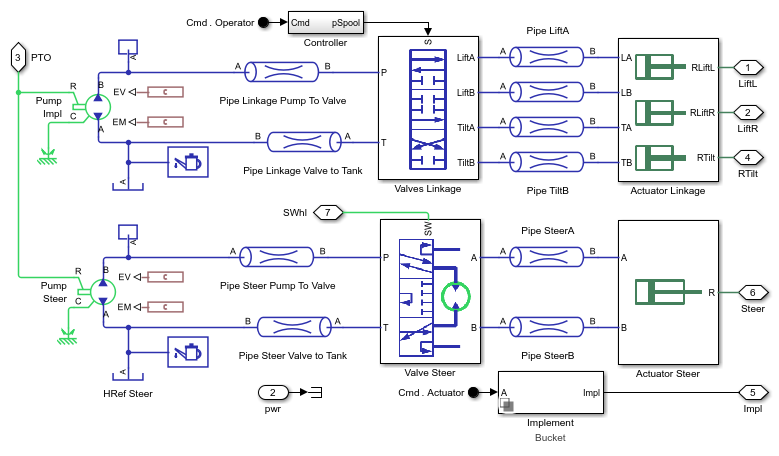 Cmd . Operator
Cmd pSpool
Controller
3
PTO
A
R
B
Pump
Impl
C
A
EV
C
EM
C
A B
Pipe Linkage Pump To Valve
B A
Pipe Linkage Valve to Tank
A
S
P
T
LiftA
LiftB
TiltA
TiltB
Valves Linkage
Pipe LiftA
A B
A B
A B
A B
Pipe TiltB
LA
LB
TA
TB
RLiftL
RLiftR
RTilt
Actuator Linkage
1
LiftL
2
LiftR
4
RTilt
SWhl
7
A
R
B
Pump
Steer
C
A
EV
C
EM
C
A B
Pipe Steer Pump To Valve
B A
Pipe Steer Valve to Tank
A
HRef Steer
SW
P
T
A
B
Valve Steer
Pipe SteerA
A B
A B
Pipe SteerB
A
B
R
Actuator Steer
6
Steer
2
pwr
Cmd . Actuator
A Impl
Implement
Bucket
5
Impl